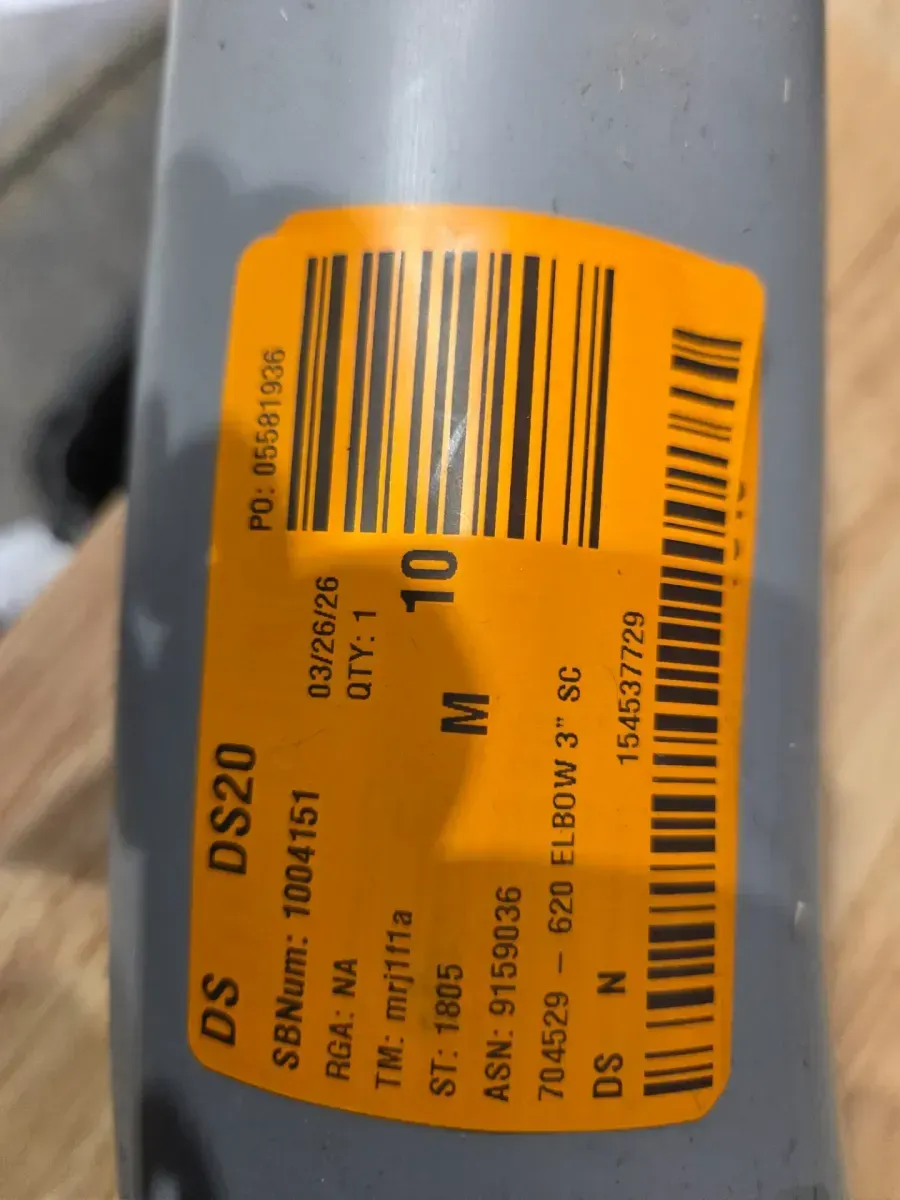 DS DS20
PO: 05581936
SBNum: 1004151
03/26/26
RGA: NA
QTY: 1
TM: mrj1f1a
10
ST: 1805
M
ASN: 9159036
704529 – 620 ELBOW 3" SC
DS N
154537729